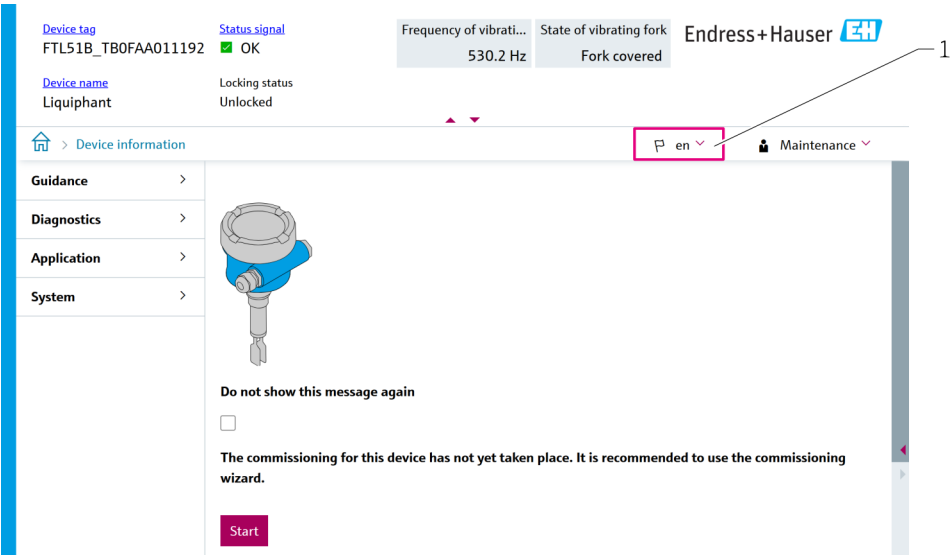 Device tag
FTL51B_TB0FAA011192
Status signal
OK
Frequency of vibrati...
530.2 Hz
State of vibrating fork
Fork covered
Endress+Hauser EH
1
Device name
Liquiphant
Locking status
Unlocked
> Device information
en
Maintenance
Guidance >
Diagnostics >
Application >
System >
Do not show this message again
The commissioning for this device has not yet taken place. It is recommended to use the commissioning
wizard.
Start